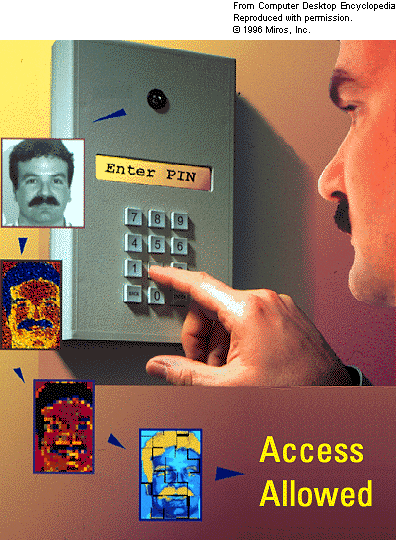 From Computer Desktop Encyclopedia
Reproduced with permission.
© 1996 Miros, Inc.
Enter PIN
7 8 9
4 5 6
1
0
Access
Allowed